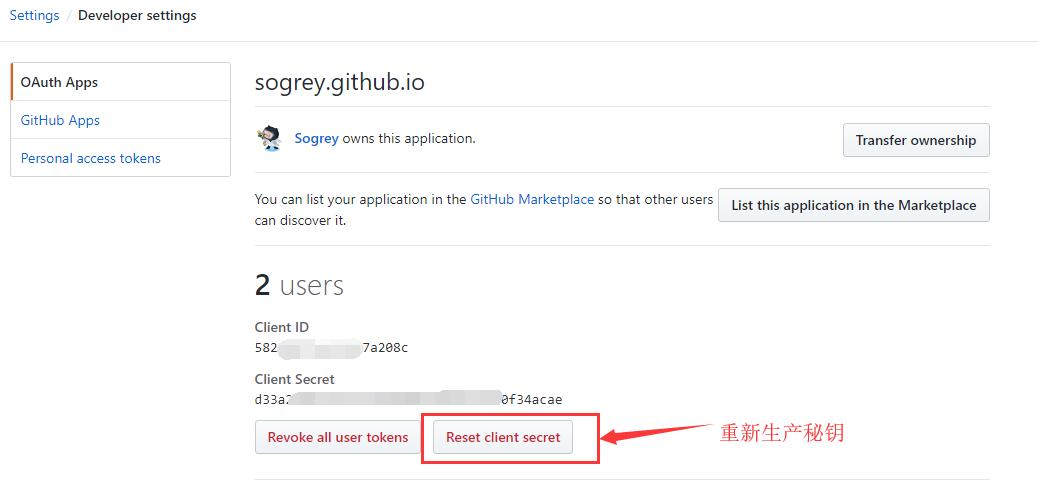 Settings / Developer settings
OAuth Apps
GitHub Apps
Personal access tokens
sogrey.github.io
Sogrey owns this application.
Transfer ownership
You can list your application in the GitHub Marketplace so that other users
can discover it.
List this application in the Marketplace
2 users
Client ID
582 7a208c
Client Secret
d33a2 0f34acae
Revoke all user tokens
Reset client secret
重新生产秘钥